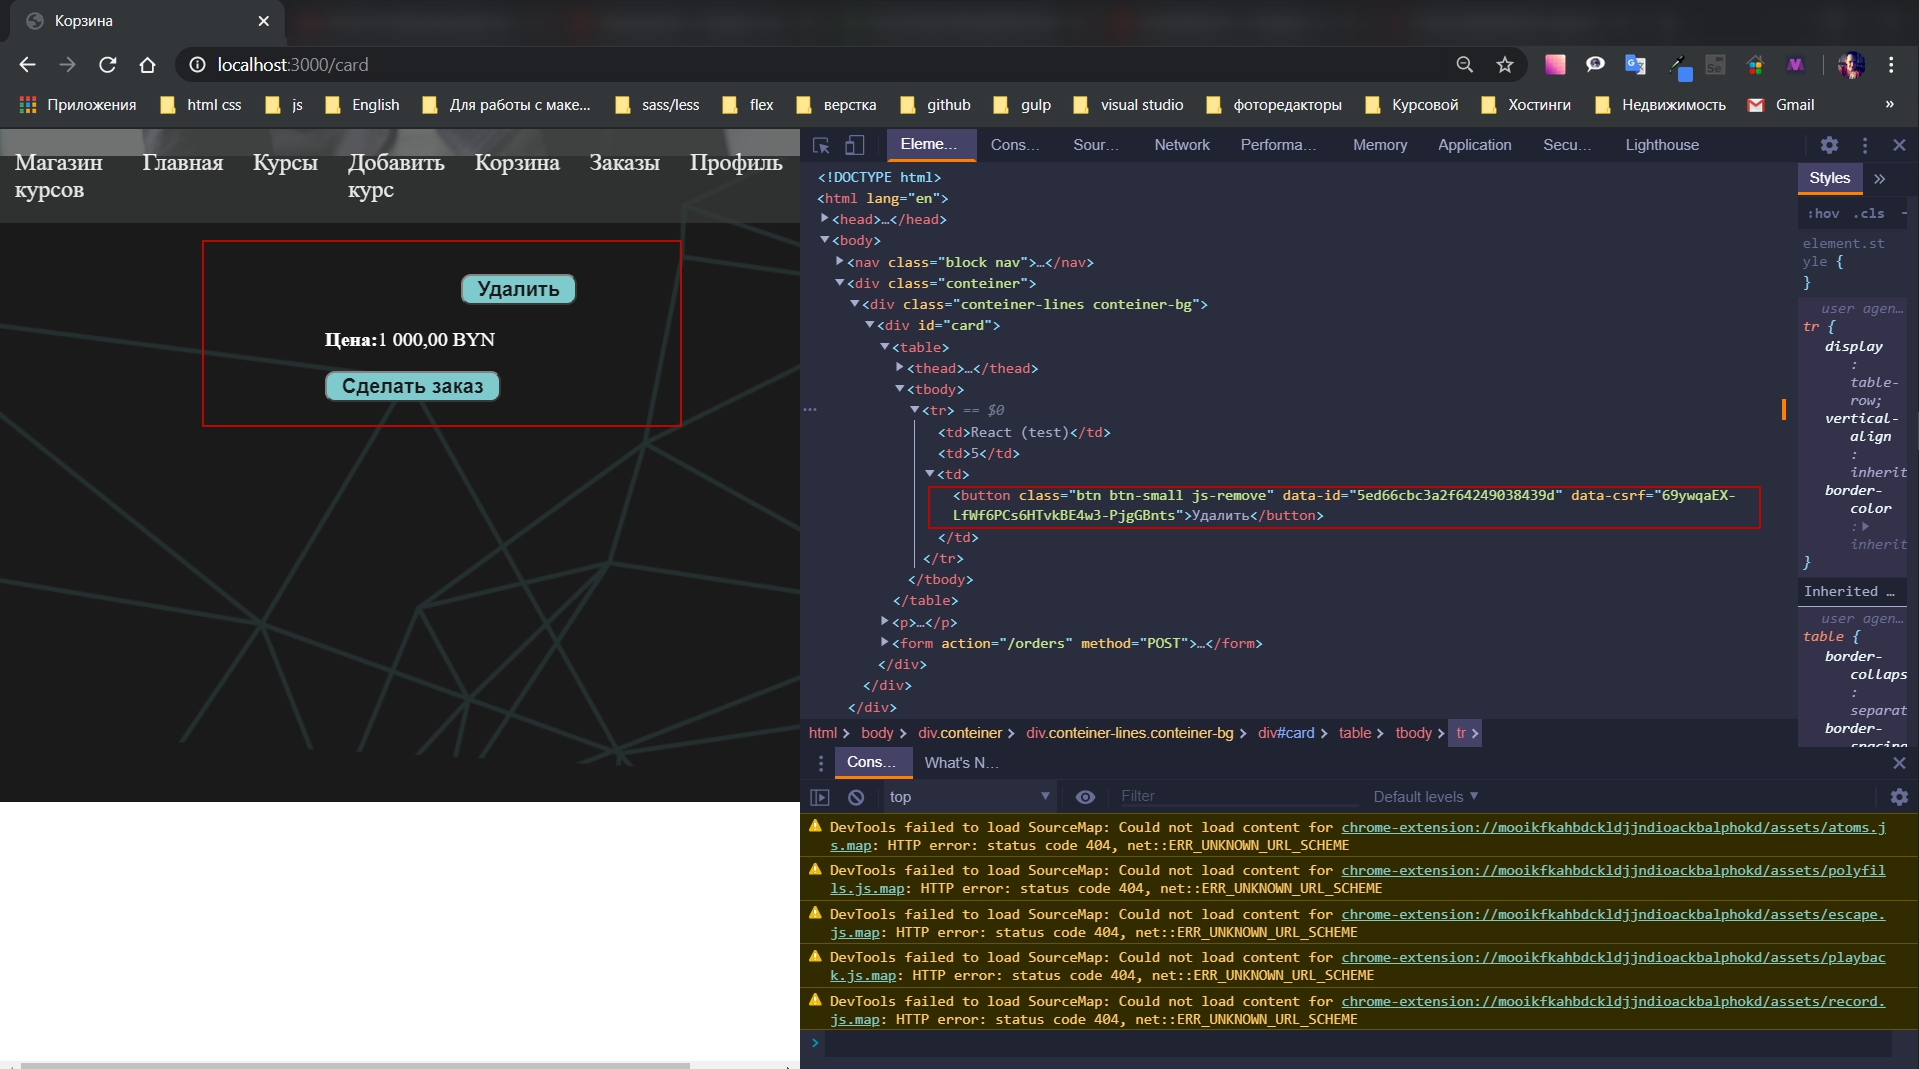 Корзина
localhost:3000/card
Приложения html css js English Для работы с маке... sass/less flex верстка github gulp visual studio фоторедакторы Курсовой Хостинги Недвижимость Gmail »
Магазин курсов Главная Курсы Добавить курс Корзина Заказы Профиль
Удалить
Цена:1 000,00 BYN
Сделать заказ
Eleme... Cons... Sour... Network Performa... Memory Application Secu... Lighthouse
<!DOCTYPE html>
<html lang="en">
<head>…</head>
<body>
<nav class="block nav">…</nav>
<div class="conteiner">
<div class="conteiner-lines conteiner-bg">
<div id="card">
<table>
<thead>…</thead>
<tbody>
<tr> == $0
<td>React (test)</td>
<td>5</td>
<td>
<button class="btn btn-small js-remove" data-id="5ed66cbc3a2f64249038439d" data-csrf="69ywqaEX-
LfWf6PCs6HTvkBE4w3-PjgGBnts">Удалить</button>
</td>
</tr>
</tbody>
</table>
<p>…</p>
<form action="/orders" method="POST">…</form>
</div>
</div>
</div>
html body div.conteiner div.conteiner-lines.conteiner-bg div#card table tbody tr
Styles »
:hov .cls
element.st
yle {
}
user agen…
tr {
display
:
table-
row;
vertical-
align
:
inherit
border-
color
:
inherit
}
Inherited …
user agen…
table {
border-
collaps
:
separat
border-
Cons... What's N...
top Filter Default levels
DevTools failed to load SourceMap: Could not load content for chrome-extension://mooikfkahbdckldjjndioackbalphokd/assets/atoms.j
s.map: HTTP error: status code 404, net::ERR_UNKNOWN_URL_SCHEME
DevTools failed to load SourceMap: Could not load content for chrome-extension://mooikfkahbdckldjjndioackbalphokd/assets/polyfil
ls.js.map: HTTP error: status code 404, net::ERR_UNKNOWN_URL_SCHEME
DevTools failed to load SourceMap: Could not load content for chrome-extension://mooikfkahbdckldjjndioackbalphokd/assets/escape.
js.map: HTTP error: status code 404, net::ERR_UNKNOWN_URL_SCHEME
DevTools failed to load SourceMap: Could not load content for chrome-extension://mooikfkahbdckldjjndioackbalphokd/assets/playbac
k.js.map: HTTP error: status code 404, net::ERR_UNKNOWN_URL_SCHEME
DevTools failed to load SourceMap: Could not load content for chrome-extension://mooikfkahbdckldjjndioackbalphokd/assets/record.
js.map: HTTP error: status code 404, net::ERR_UNKNOWN_URL_SCHEME